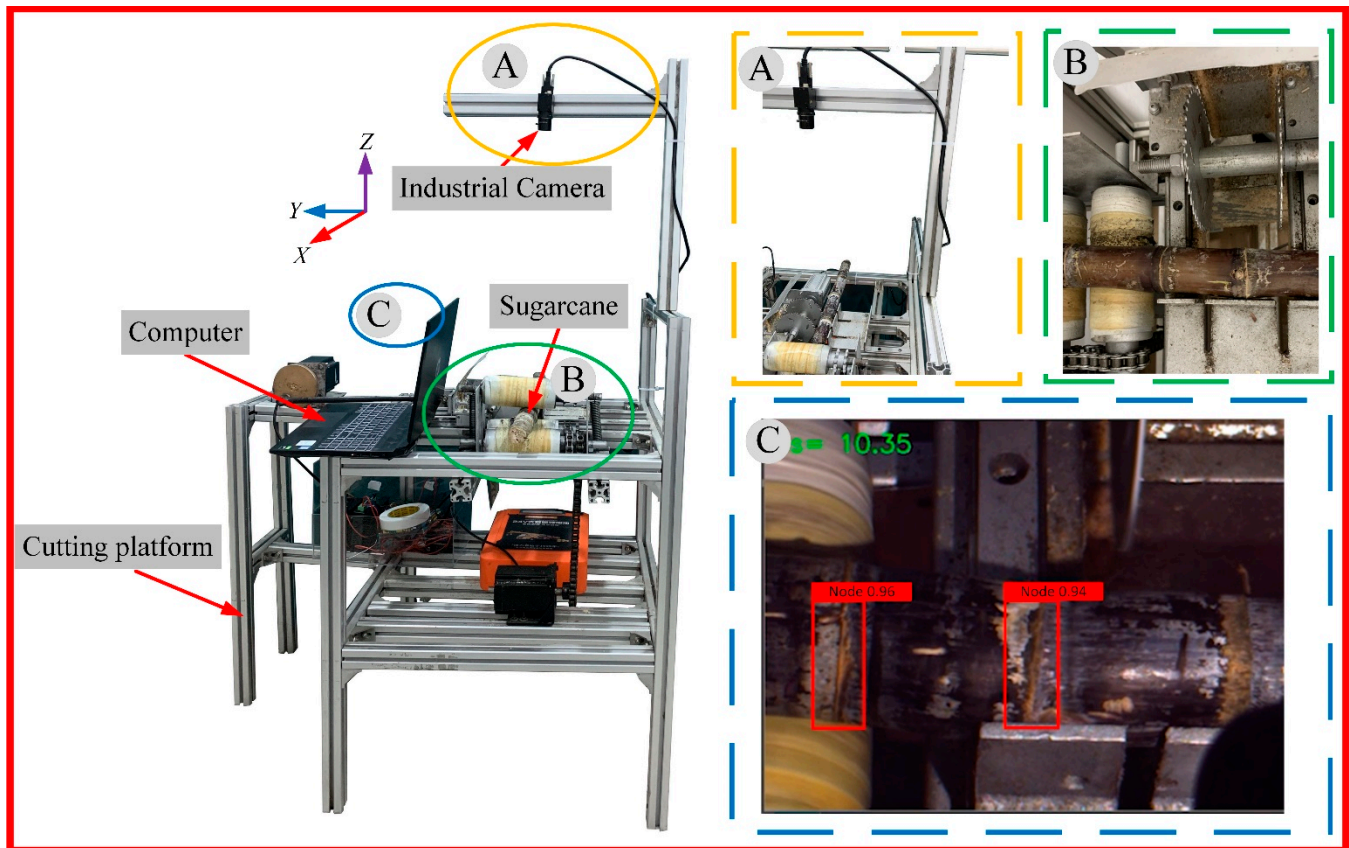 A
Industrial Camera
Z
Y
X
C
Computer
Sugarcane
B
Cutting platform
A
B
C
s= 10.35
Node 0.96
Node 0.94